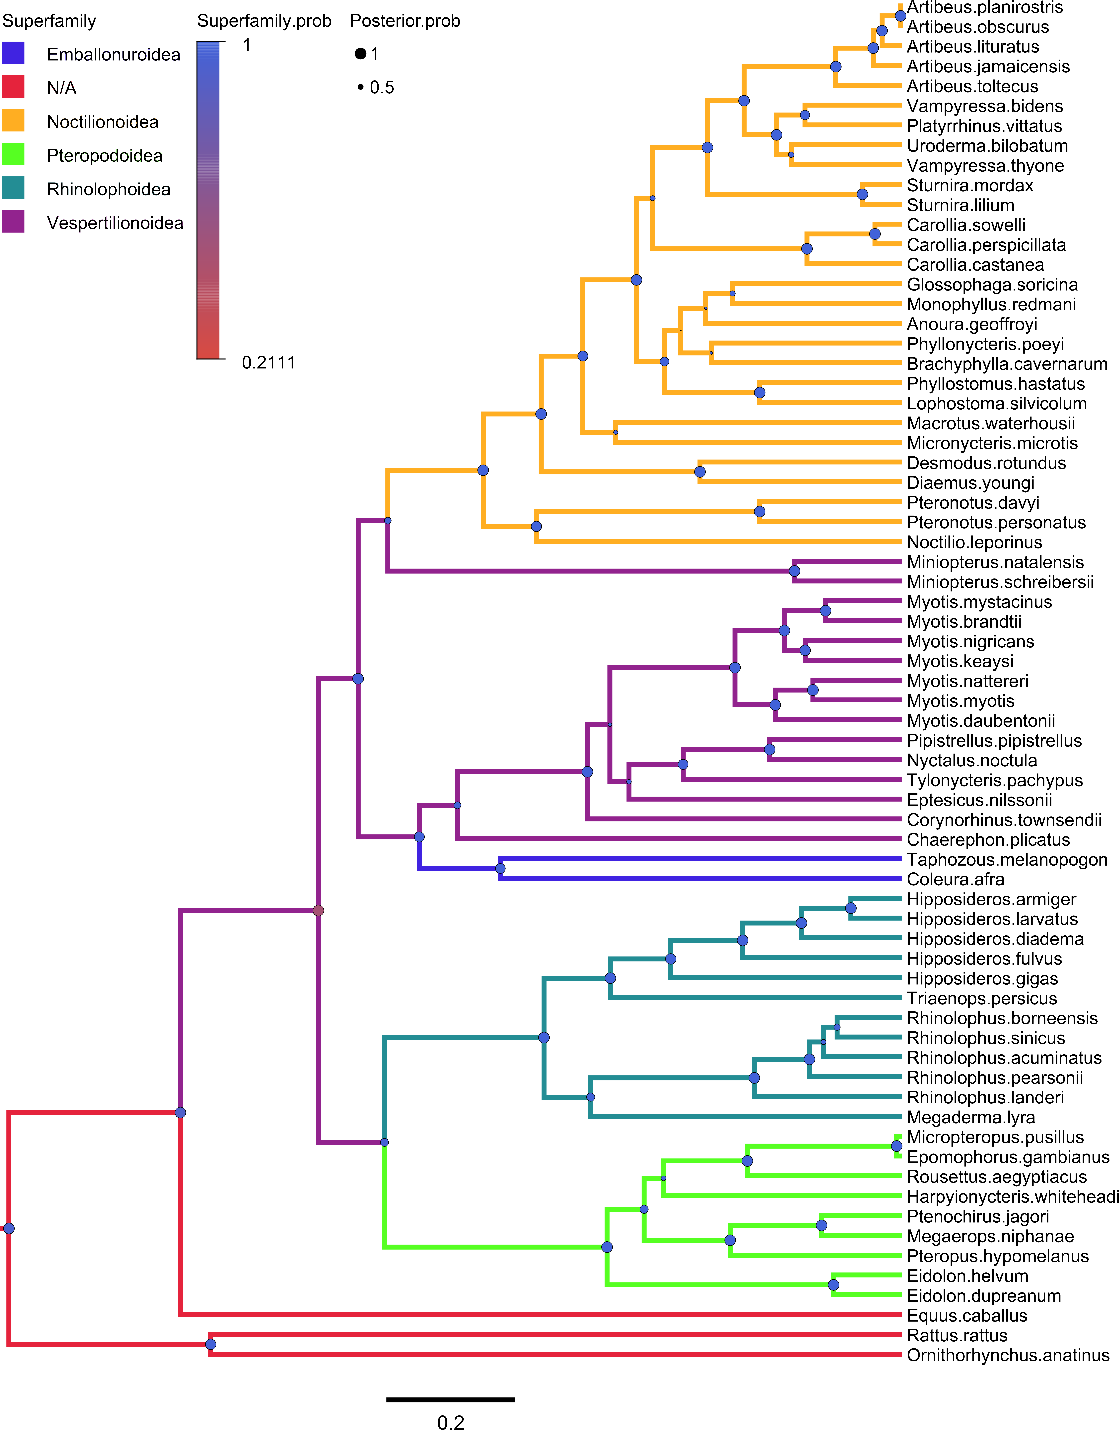 Superfamily
Emballonuroidea
N/A
Noctilionoidea
Pteropodoidea
Rhinolophoidea
Vespertilionoidea
Superfamily.prob
1
0.2111
Posterior.prob
1
0.5
Artibeus.planirostris
Artibeus.obscurus
Artibeus.lituratus
Artibeus.jamaicensis
Artibeus.toltecus
Vampyressa.bidens
Platyrrhinus.vittatus
Uroderma.bilobatum
Vampyressa.thyone
Sturnira.mordax
Sturnira.lilium
Carollia.sowelli
Carollia.perspicillata
Carollia.castanea
Glossophaga.soricina
Monophyllus.redmani
Anoura.geoffroyi
Phyllonycteris.poeyi
Brachyphylla.cavernarum
Phyllostomus.hastatus
Lophostoma.silvicolum
Macrotus.waterhousii
Micronycteris.microtis
Desmodus.rotundus
Diaemus.youngi
Pteronotus.davyi
Pteronotus.personatus
Noctilio.leporinus
Miniopterus.natalensis
Miniopterus.schreibersii
Myotis.mystacinus
Myotis.brandtii
Myotis.nigricans
Myotis.keaysi
Myotis.nattereri
Myotis.myotis
Myotis.daubentonii
Pipistrellus.pipistrellus
Nyctalus.noctula
Tylonycteris.pachypus
Eptesicus.nilssonii
Corynorhinus.townsendii
Chaerephon.plicatus
Taphozous.melanopogon
Coleura.afra
Hipposideros.armiger
Hipposideros.larvatus
Hipposideros.diadema
Hipposideros.fulvus
Hipposideros.gigas
Triaenops.persicus
Rhinolophus.borneensis
Rhinolophus.sinicus
Rhinolophus.acuminatus
Rhinolophus.pearsonii
Rhinolophus.landeri
Megaderma.lyra
Micropteropus.pusillus
Epomophorus.gambianus
Rousettus.aegyptiacus
Harpyionycteris.whiteheadi
Ptenochirus.jagori
Megaerops.niphanae
Pteropus.hypomelanus
Eidolon.helvum
Eidolon.dupreanum
Equus.caballus
Rattus.rattus
Ornithorhynchus.anatinus
0.2